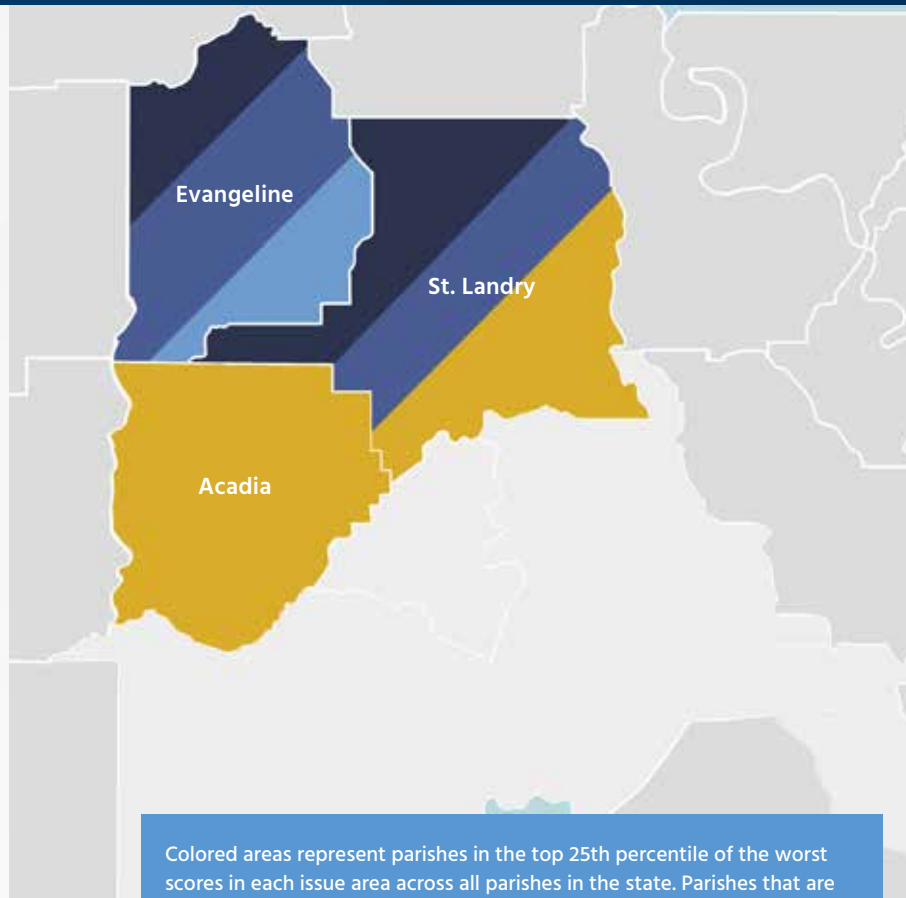 Evangeline
St. Landry
Acadia
Colored areas represent parishes in the top 25th percentile of the worst
scores in each issue area across all parishes in the state. Parishes that are